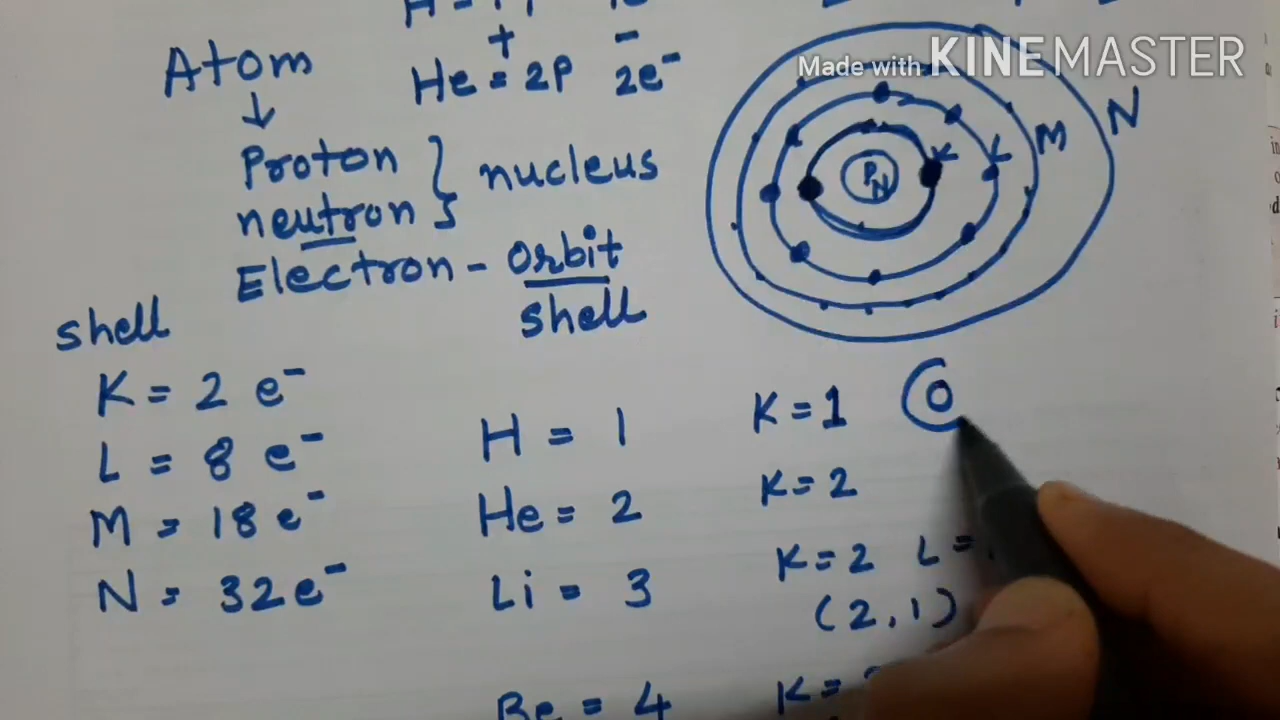 Made with KINEMASTER
Atom
He = 2P 2e⁻
+ −
↓
Proton } nucleus
neutron
Electron - orbit
shell
P N
K L M N
shell
K = 2 e⁻
L = 8 e⁻
M = 18 e⁻
N = 32 e⁻
H = 1 K = 1
He = 2 K = 2
Li = 3 K = 2 L =
(2,1)
Be = 4 K =